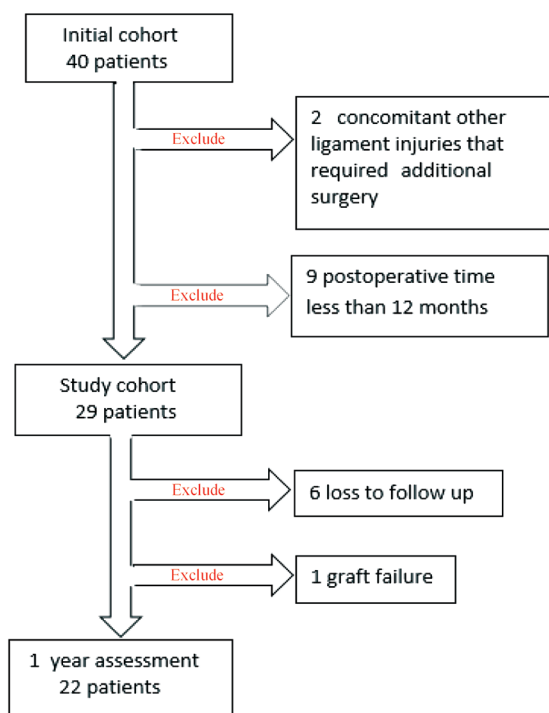 Initial cohort
40 patients
Exclude
2 concomitant other
ligament injuries that
required additional
surgery
Exclude
9 postoperative time
less than 12 months
Study cohort
29 patients
Exclude
6 loss to follow up
Exclude
1 graft failure
1 year assessment
22 patients